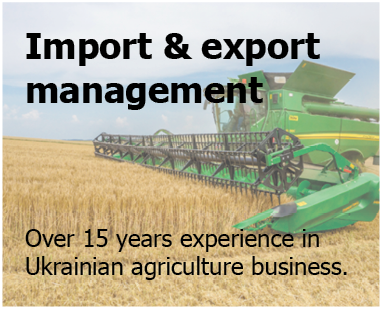 Import & export
management
Over 15 years experience in
Ukrainian agriculture business.